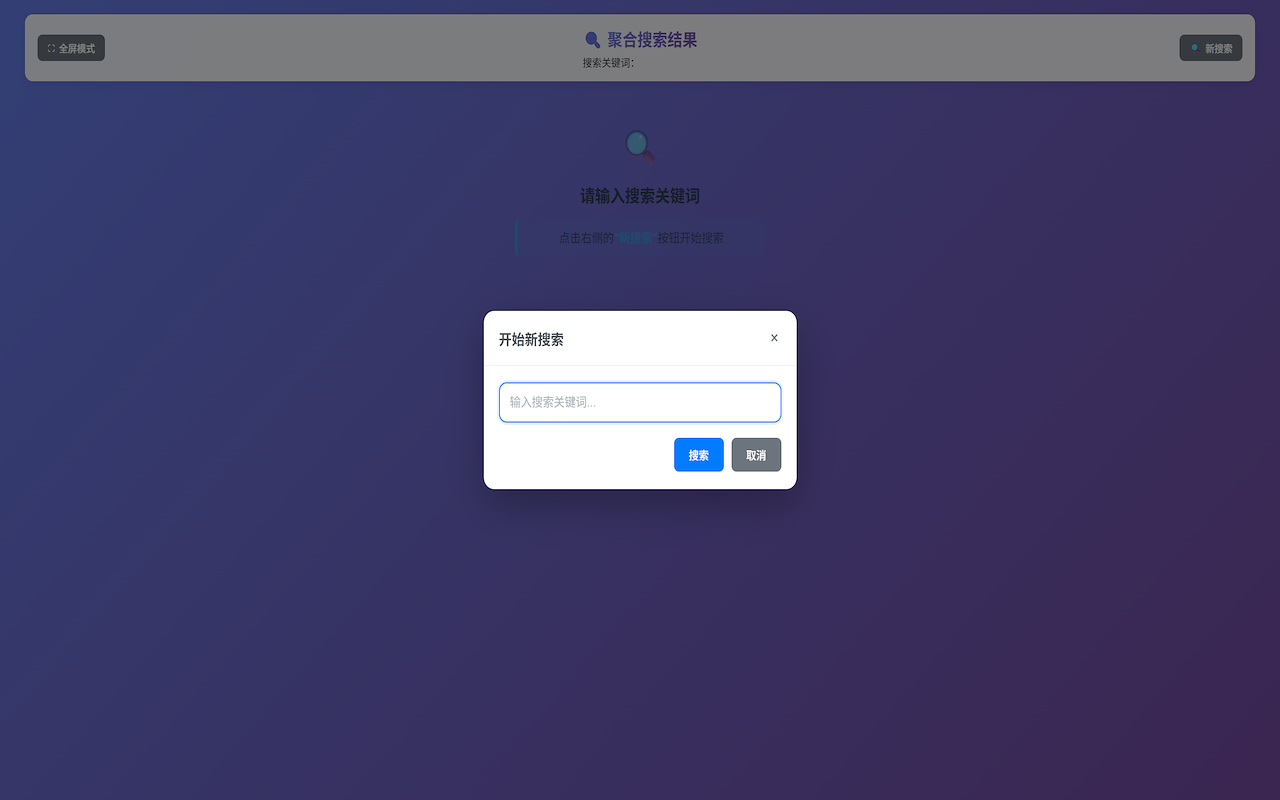 全屏模式
聚合搜索结果
搜索关键词：
新搜索
请输入搜索关键词
点击右侧的"新搜索"按钮开始搜索
开始新搜索
×
输入搜索关键词...
搜索
取消